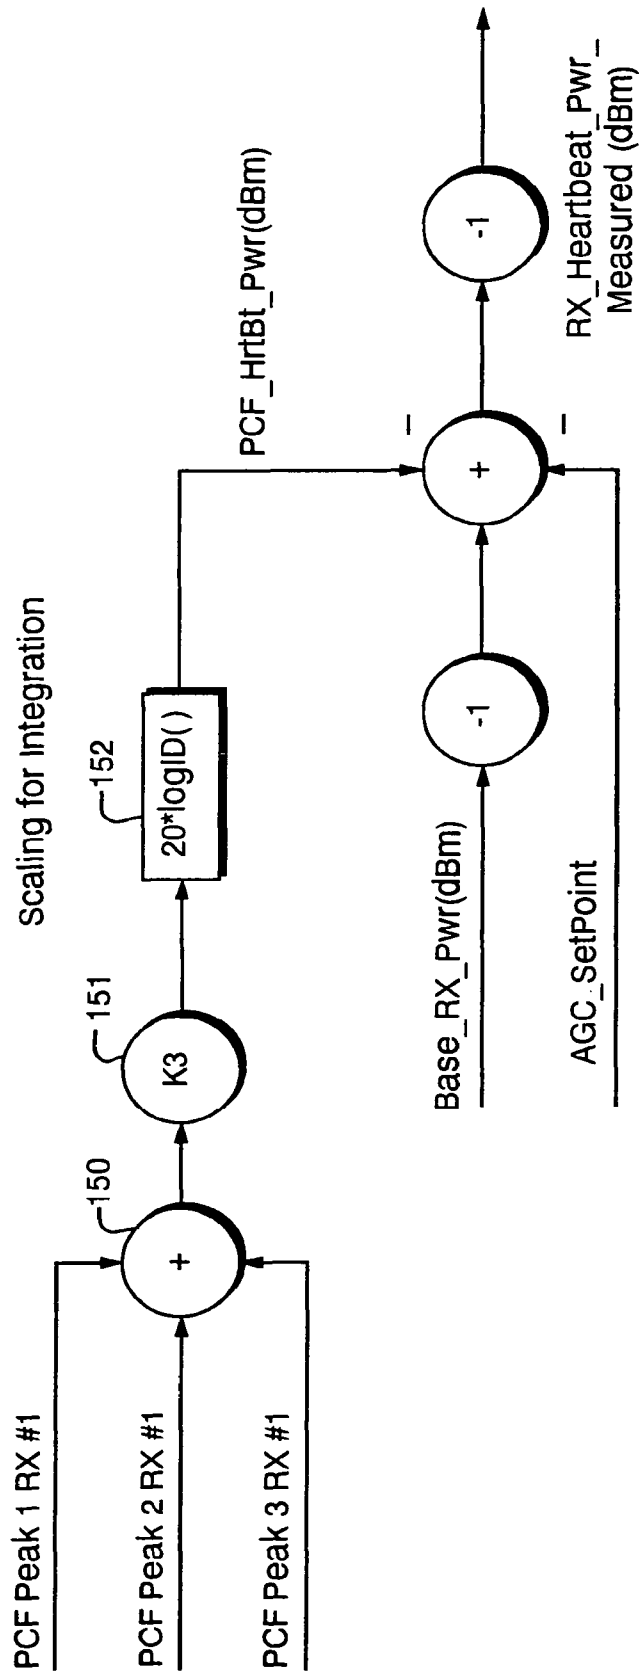 Scaling for Integration
PCF Peak 1 RX #1
PCF Peak 2 RX #1
PCF Peak 3 RX #1
+
150
K3
151
20*logID( )
152
PCF_HrtBt_Pwr(dBm)
Base_RX_Pwr(dBm)
-1
AGC_SetPoint
+
–
–
-1
RX_Heartbeat_Pwr_
Measured (dBm)